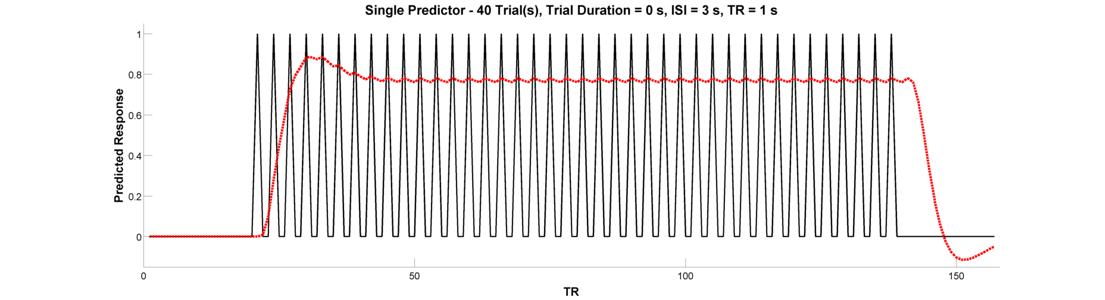 Single Predictor - 40 Trial(s), Trial Duration = 0 s, ISI = 3 s, TR = 1 s
Predicted Response
1
0.8
0.6
0.4
0.2
0
0 50 100 150
TR